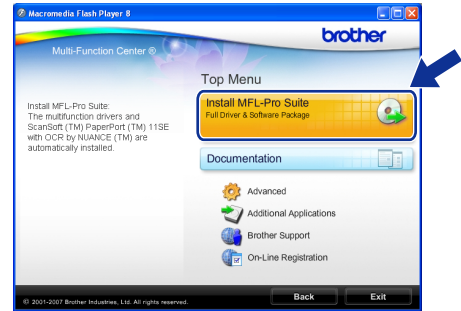 Macromedia Flash Player 8
brother
Multi-Function Center ®
Top Menu
Install MFL-Pro Suite:
The multifunction drivers and
ScanSoft (TM) PaperPort (TM) 11SE
with OCR by NUANCE (TM) are
automatically installed.
Install MFL-Pro Suite
Full Driver & Software Package
Documentation
Advanced
Additional Applications
Brother Support
On-Line Registration
© 2001-2007 Brother Industries, Ltd. All rights reserved.
Back
Exit